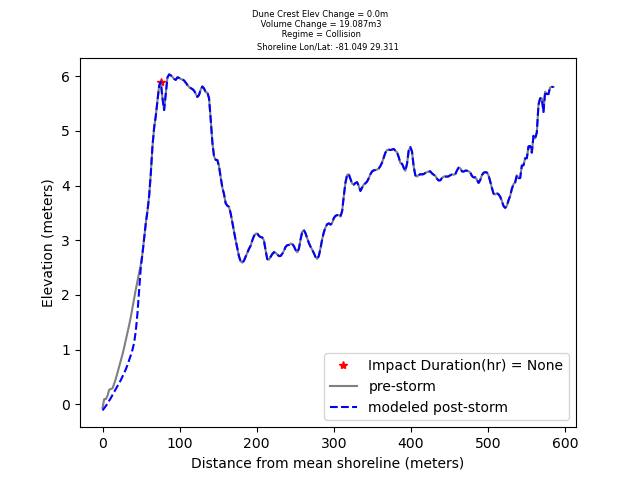 Dune Crest Elev Change = 0.0m
Volume Change = 19.087m3
Regime = Collision
Shoreline Lon/Lat: -81.049 29.311
6
5
4
3
2
1
0
Elevation (meters)
Impact Duration(hr) = None
pre-storm
modeled post-storm
0 100 200 300 400 500 600
Distance from mean shoreline (meters)